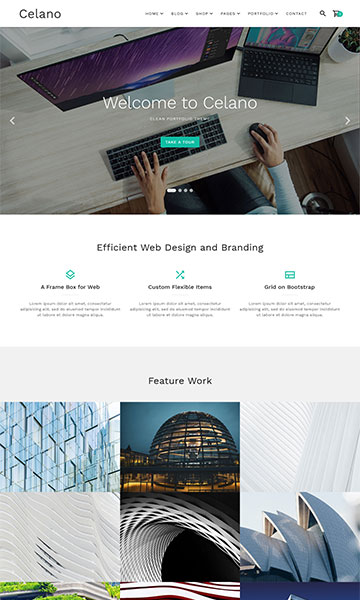 Celano
HOME BLOG SHOP PAGES PORTFOLIO CONTACT
Welcome to Celano
CLEAN PORTFOLIO THEME
TAKE A TOUR
Efficient Web Design and Branding
A Frame Box for Web
Custom Flexible Items
Grid on Bootstrap
Lorem ipsum dolor sit amet, consectetur
adipisicing elit, sed do eiusmod tempor incididunt
ut labore et dolore magna aliqua.
Lorem ipsum dolor sit amet, consectetur
adipisicing elit, sed do eiusmod tempor incididunt
ut labore et dolore magna aliqua.
Lorem ipsum dolor sit amet, consectetur
adipisicing elit, sed do eiusmod tempor incididunt
ut labore et dolore magna aliqua.
Feature Work